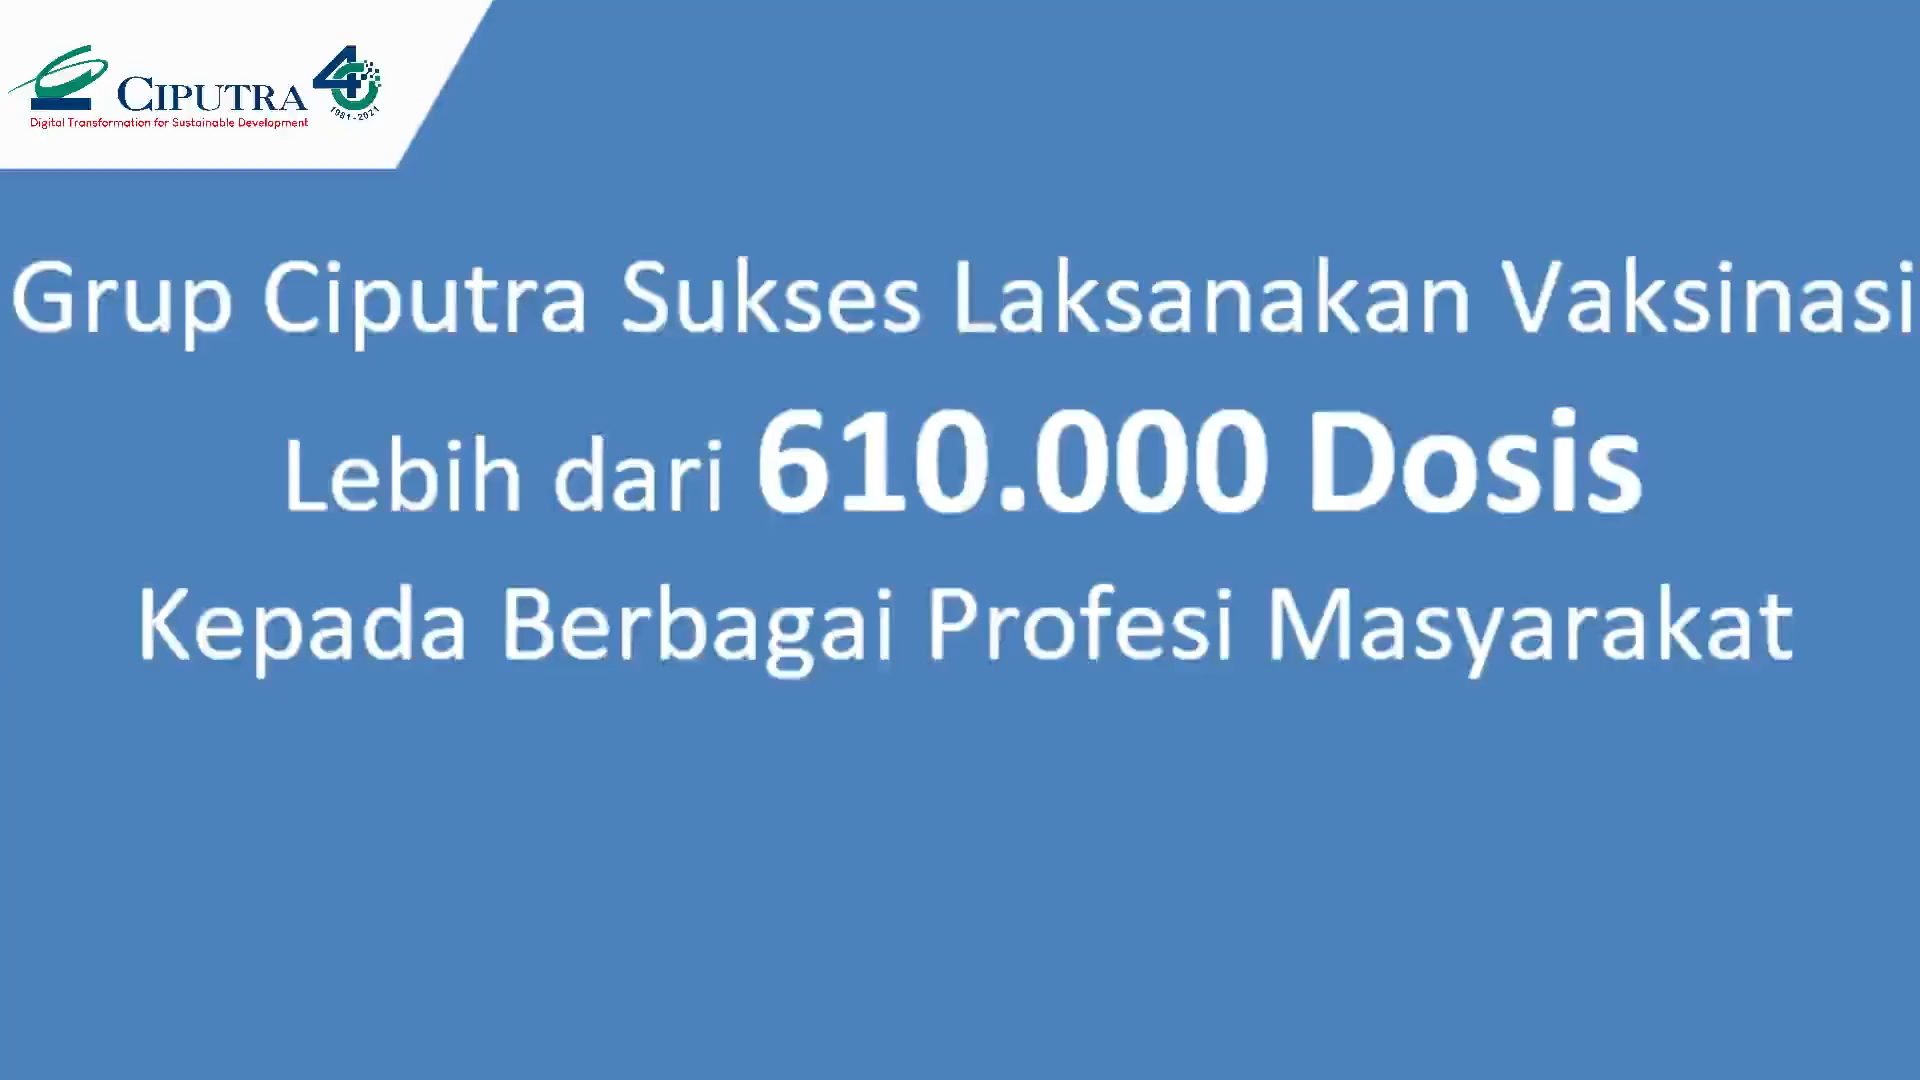 CIPUTRA 40
1981-2021
Digital Transformation for Sustainable Development
Grup Ciputra Sukses Laksanakan Vaksinasi
Lebih dari 610.000 Dosis
Kepada Berbagai Profesi Masyarakat